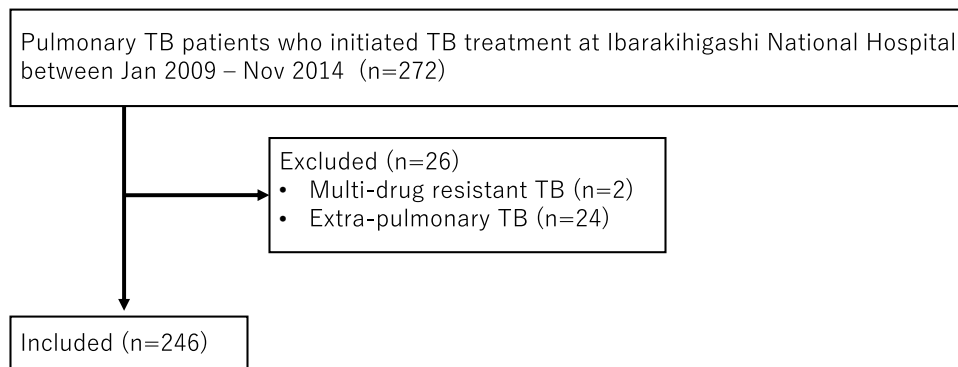 Pulmonary TB patients who initiated TB treatment at Ibarakihigashi National Hospital
between Jan 2009 – Nov 2014 (n=272)
Excluded (n=26)
• Multi-drug resistant TB (n=2)
• Extra-pulmonary TB (n=24)
Included (n=246)